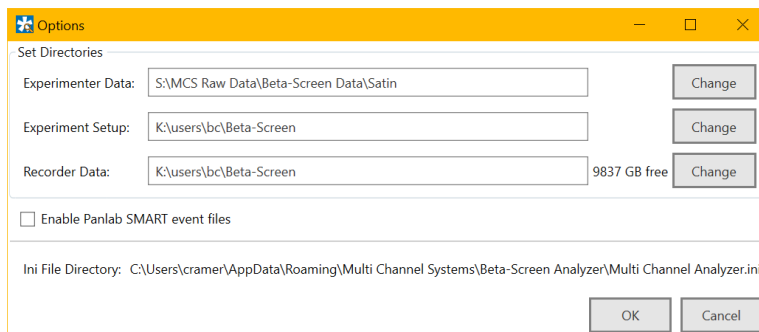 Options
Set Directories
Experimenter Data: S:\MCS Raw Data\Beta-Screen Data\Satin Change
Experiment Setup: K:\users\bc\Beta-Screen Change
Recorder Data: K:\users\bc\Beta-Screen 9837 GB free Change
Enable Panlab SMART event files
Ini File Directory: C:\Users\cramer\AppData\Roaming\Multi Channel Systems\Beta-Screen Analyzer\Multi Channel Analyzer.ini
OK Cancel